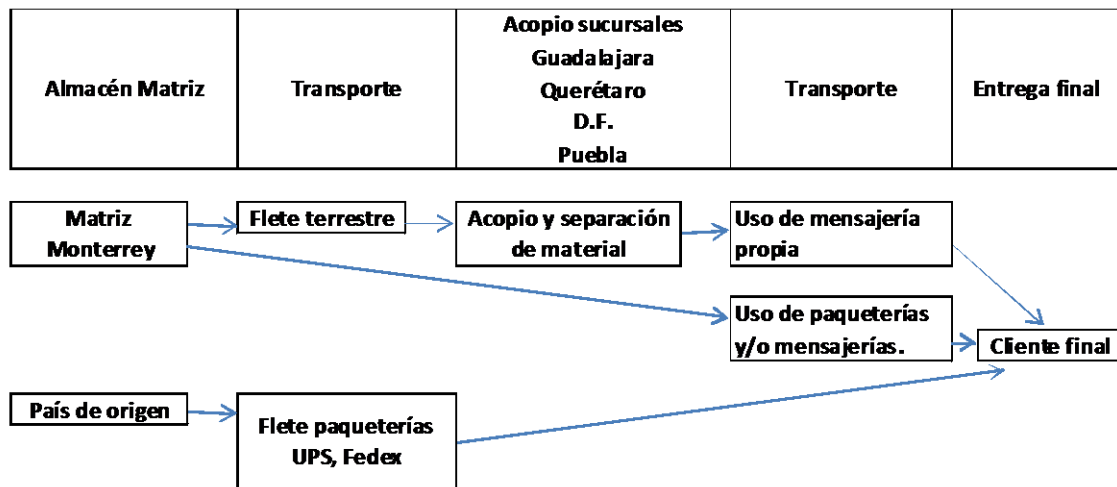 Almacén Matriz
Transporte
Acopio sucursales
Guadalajara
Querétaro
D.F.
Puebla
Transporte
Entrega final
Matriz
Monterrey
Flete terrestre
Acopio y separación
de material
Uso de mensajería
propia
Uso de paqueterías
y/o mensajerías.
Cliente final
País de origen
Flete paqueterías
UPS, Fedex